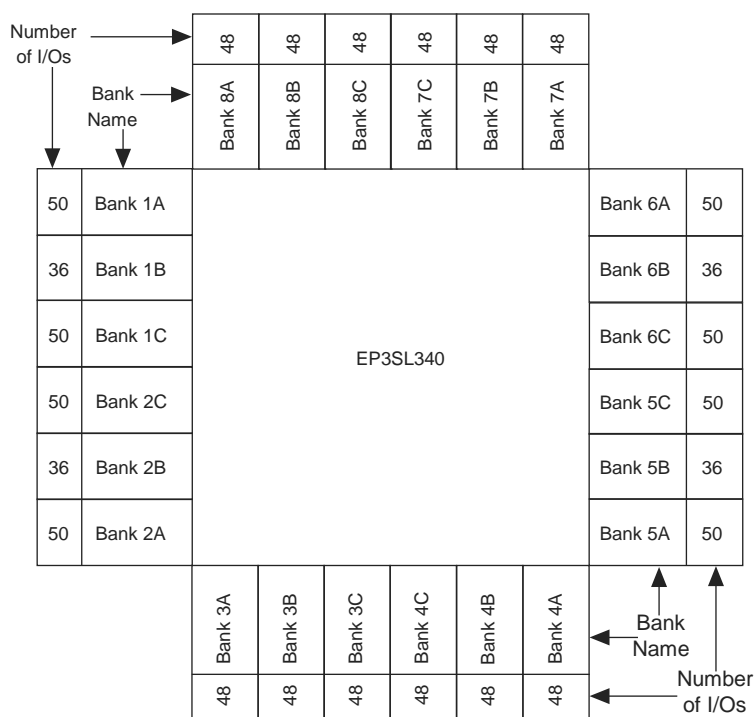 Number
of I/Os
48 48 48 48 48 48
Bank
Name
Bank 8A Bank 8B Bank 8C Bank 7C Bank 7B Bank 7A
50 Bank 1A Bank 6A 50
36 Bank 1B Bank 6B 36
50 Bank 1C Bank 6C 50
EP3SL340
50 Bank 2C Bank 5C 50
36 Bank 2B Bank 5B 36
50 Bank 2A Bank 5A 50
Bank 3A Bank 3B Bank 3C Bank 4C Bank 4B Bank 4A
Bank
Name
48 48 48 48 48 48
Number
of I/Os